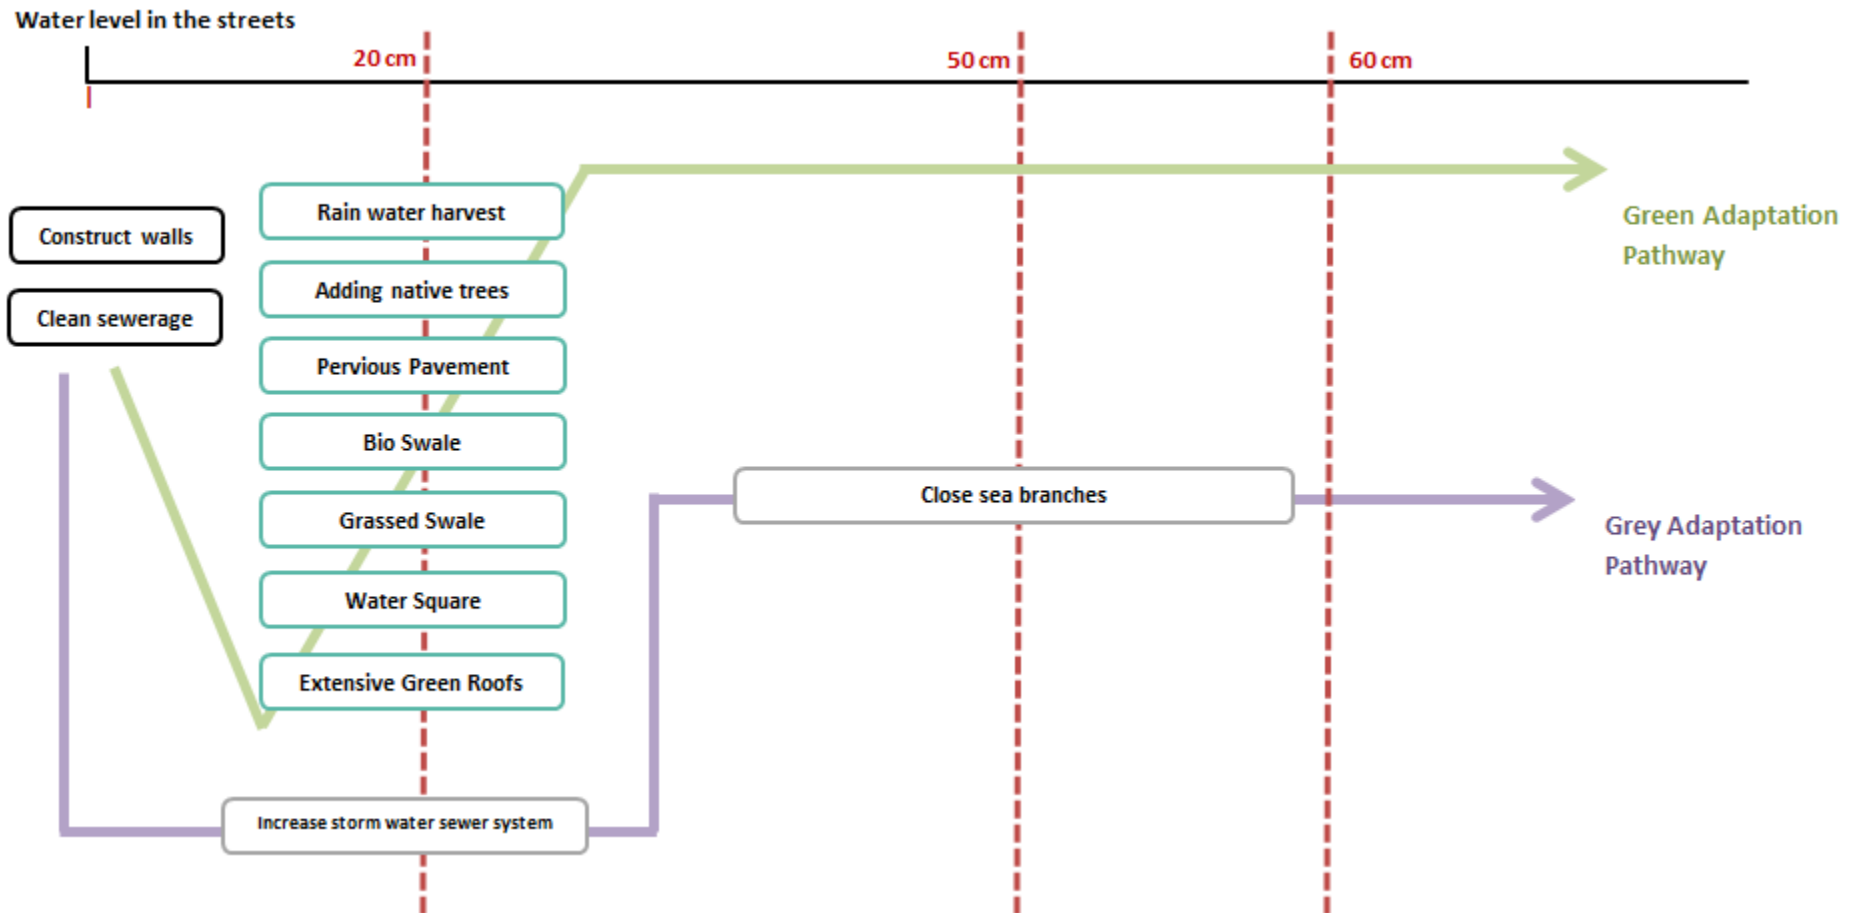 Water level in the streets
20 cm
50 cm
60 cm
Construct walls
Clean sewerage
Rain water harvest
Adding native trees
Pervious Pavement
Bio Swale
Grassed Swale
Water Square
Extensive Green Roofs
Increase storm water sewer system
Close sea branches
Green Adaptation
Pathway
Grey Adaptation
Pathway